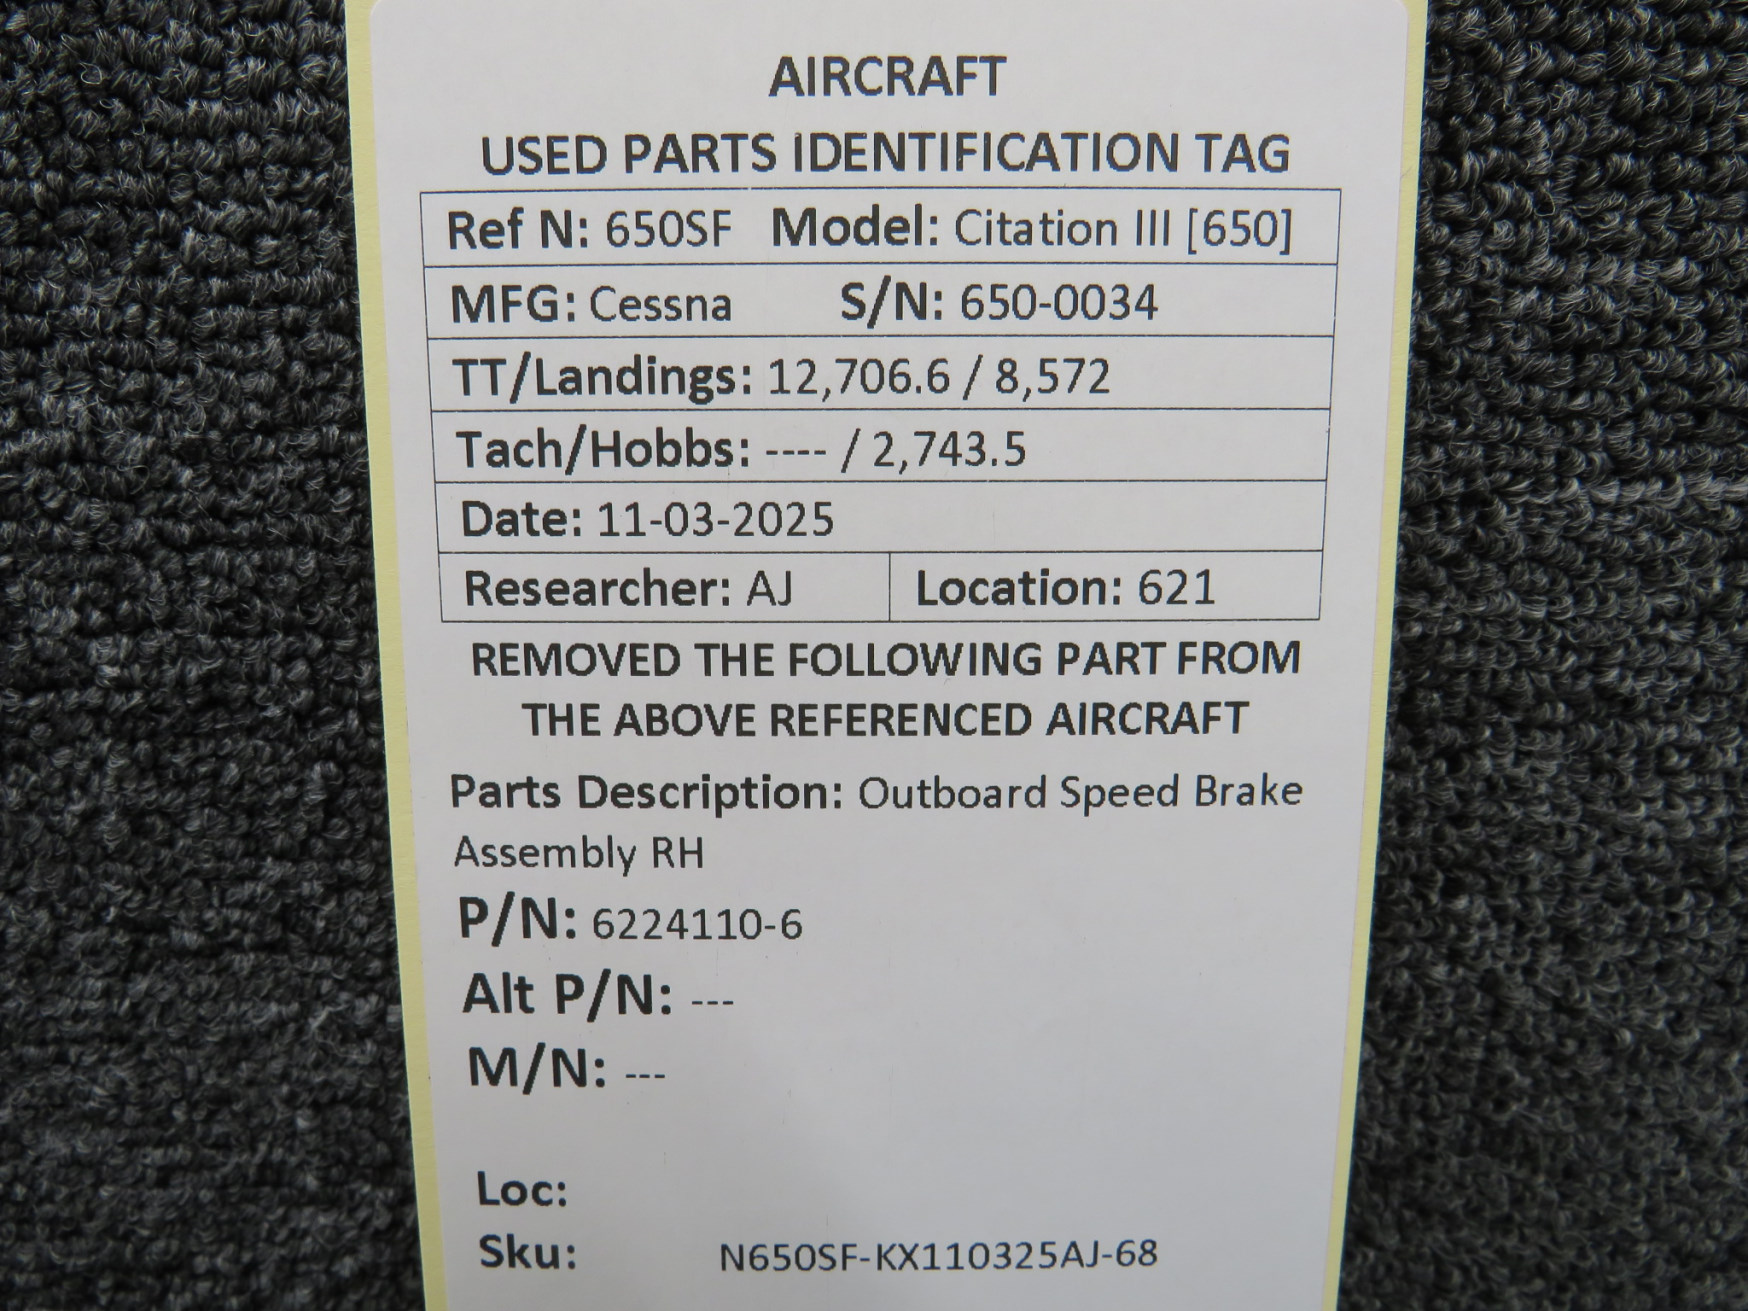 AIRCRAFT
USED PARTS IDENTIFICATION TAG
Ref N: 650SF Model: Citation III [650]
MFG: Cessna S/N: 650-0034
TT/Landings: 12,706.6 / 8,572
Tach/Hobbs: ---- / 2,743.5
Date: 11-03-2025
Researcher: AJ Location: 621
REMOVED THE FOLLOWING PART FROM
THE ABOVE REFERENCED AIRCRAFT
Parts Description: Outboard Speed Brake
Assembly RH
P/N: 6224110-6
Alt P/N: ---
M/N: ---
Loc:
Sku: N650SF-KX110325AJ-68